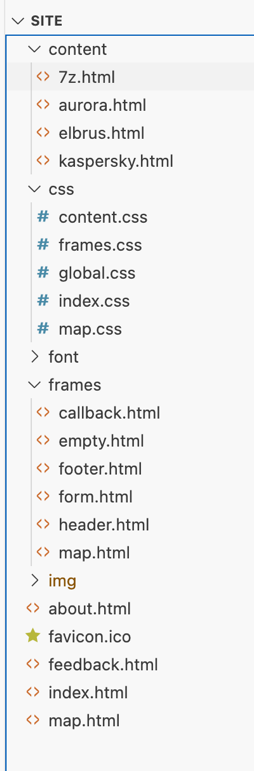 SITE
content
7z.html
aurora.html
elbrus.html
kaspersky.html
css
content.css
frames.css
global.css
index.css
map.css
font
frames
callback.html
empty.html
footer.html
form.html
header.html
map.html
img
about.html
favicon.ico
feedback.html
index.html
map.html